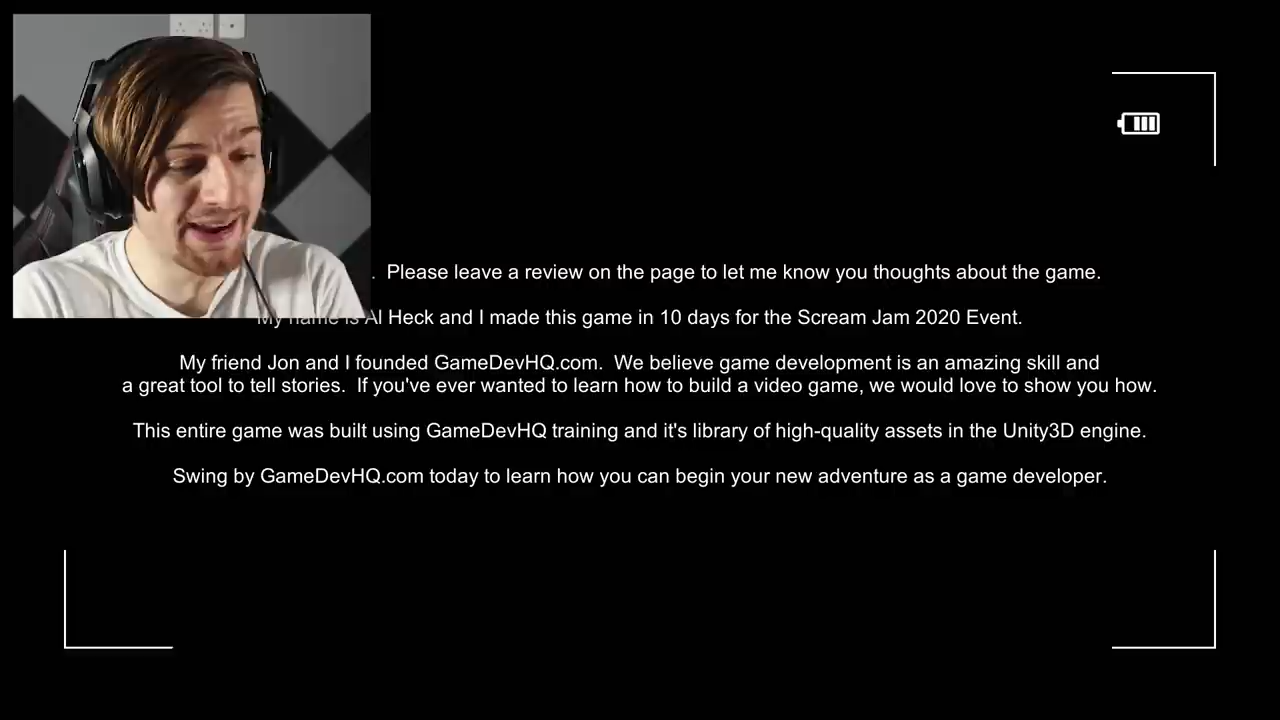 . Please leave a review on the page to let me know you thoughts about the game.
My name is Al Heck and I made this game in 10 days for the Scream Jam 2020 Event.
My friend Jon and I founded GameDevHQ.com. We believe game development is an amazing skill and
a great tool to tell stories. If you've ever wanted to learn how to build a video game, we would love to show you how.
This entire game was built using GameDevHQ training and it's library of high-quality assets in the Unity3D engine.
Swing by GameDevHQ.com today to learn how you can begin your new adventure as a game developer.